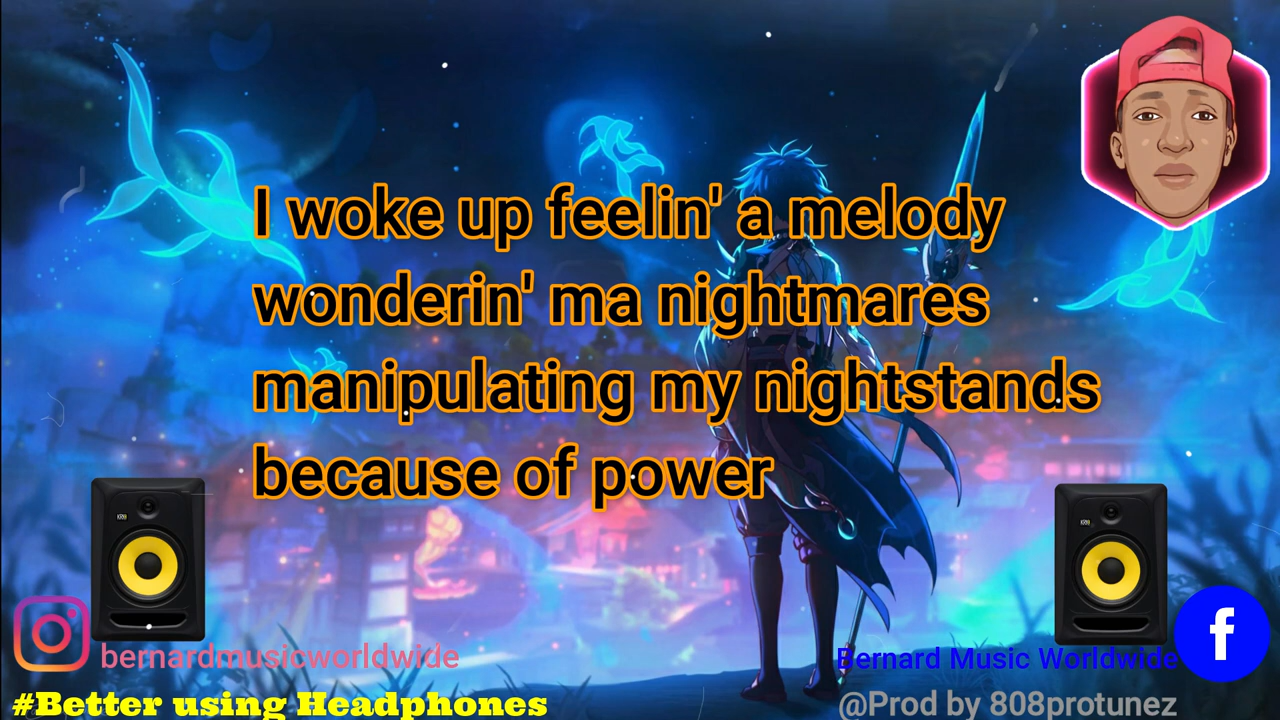 I woke up feelin' a melody
wonderin' ma nightmares
manipulating my nightstands
because of power
bernardmusicworldwide
Bernard Music Worldwide
f
#Better using Headphones
@Prod by 808protunez